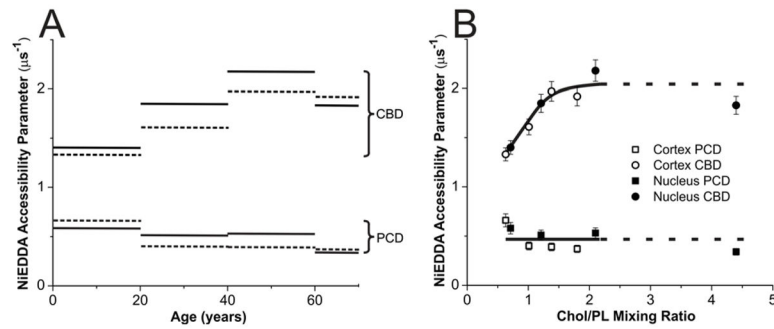 A
NiEDDA Accessibility Parameter (μs⁻¹)
2
1
0
CBD
PCD
0 20 40 60
Age (years)
B
NiEDDA Accessibility Parameter (μs⁻¹)
2
1
0
Cortex PCD
Cortex CBD
Nucleus PCD
Nucleus CBD
0 1 2 3 4 5
Chol/PL Mixing Ratio